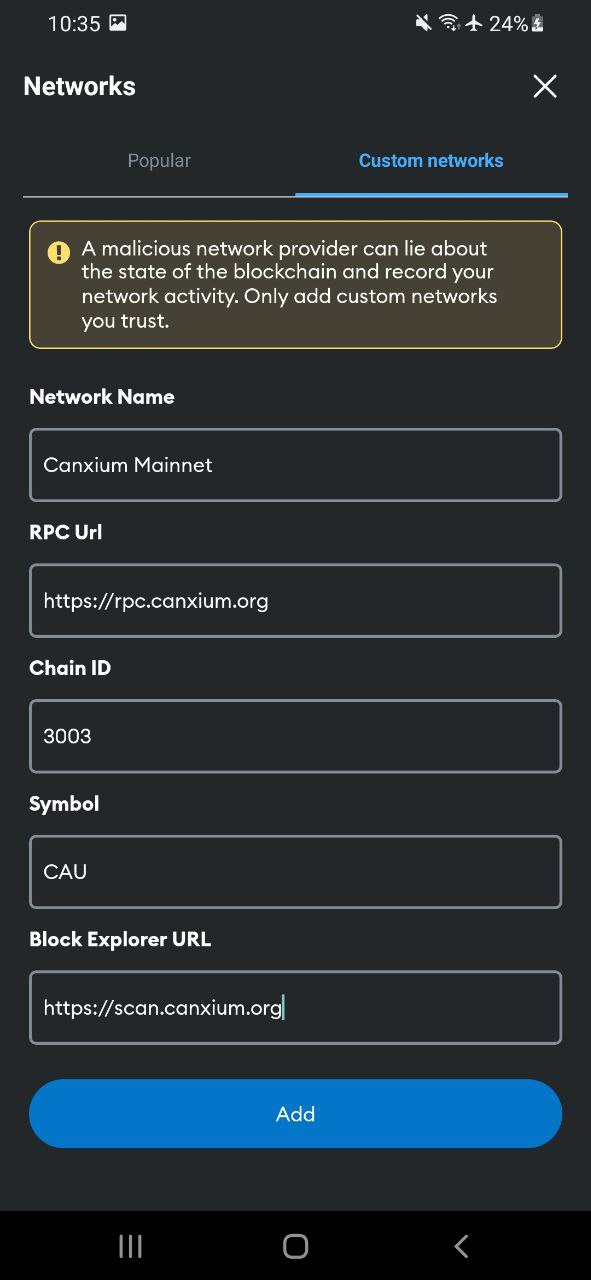 10:35
24%
Networks
Popular
Custom networks
A malicious network provider can lie about
the state of the blockchain and record your
network activity. Only add custom networks
you trust.
Network Name
Canxium Mainnet
RPC Url
https://rpc.canxium.org
Chain ID
3003
Symbol
CAU
Block Explorer URL
https://scan.canxium.org
Add